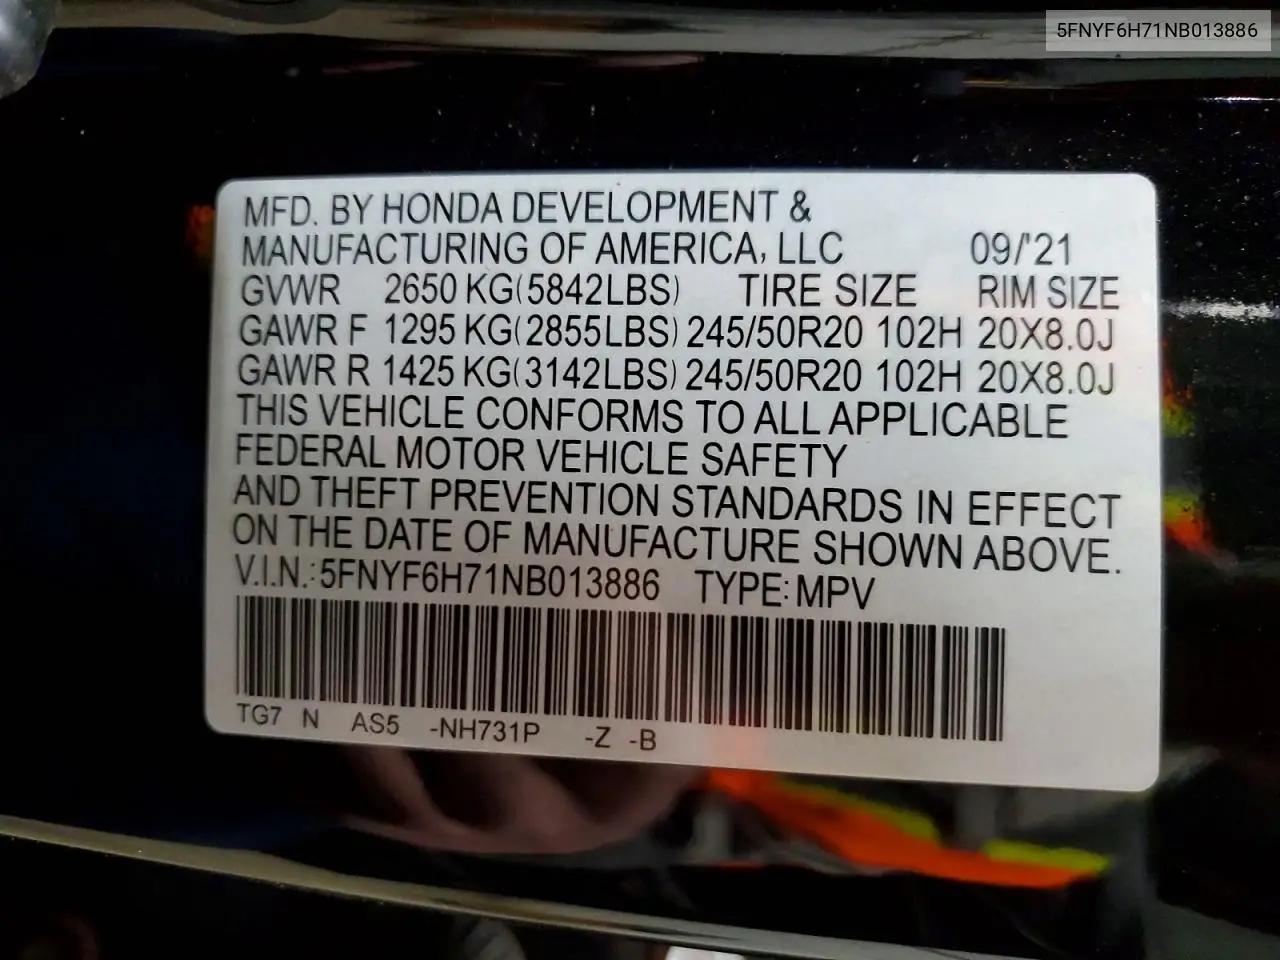 5FNYF6H71NB013886
MFD. BY HONDA DEVELOPMENT &
MANUFACTURING OF AMERICA, LLC 09/'21
GVWR 2650 KG(5842LBS) TIRE SIZE RIM SIZE
GAWR F 1295 KG(2855LBS) 245/50R20 102H 20X8.0J
GAWR R 1425 KG(3142LBS) 245/50R20 102H 20X8.0J
THIS VEHICLE CONFORMS TO ALL APPLICABLE
FEDERAL MOTOR VEHICLE SAFETY
AND THEFT PREVENTION STANDARDS IN EFFECT
ON THE DATE OF MANUFACTURE SHOWN ABOVE.
V.I.N.: 5FNYF6H71NB013886 TYPE: MPV
TG7 N AS5 -NH731P -Z -B